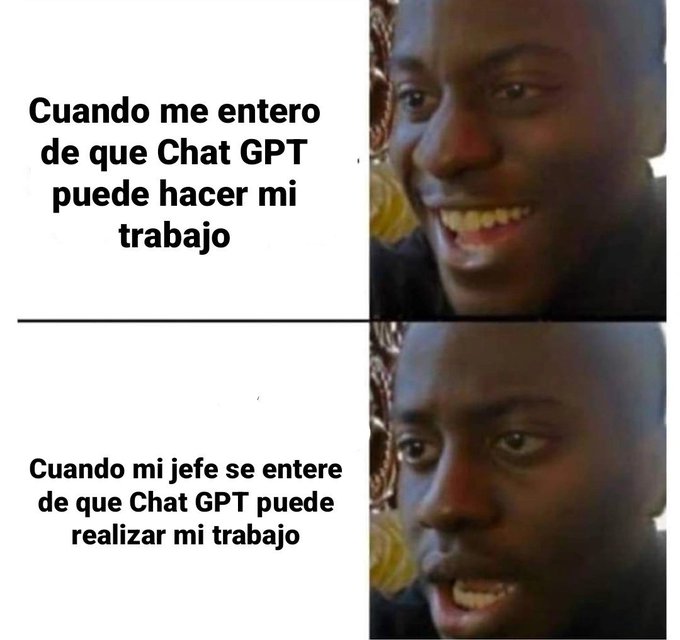 Cuando me entero
de que Chat GPT
puede hacer mi
trabajo
Cuando mi jefe se entere
de que Chat GPT puede
realizar mi trabajo